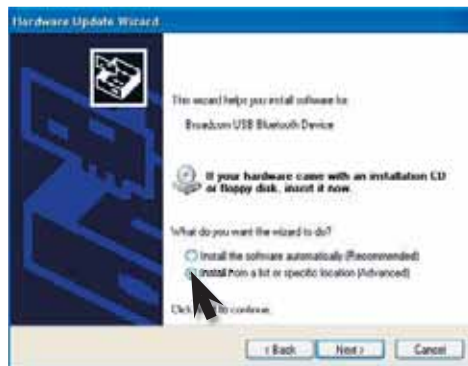 Hardware Update Wizard
This wizard helps you install software for:
Broadcom USB Bluetooth Device
If your hardware came with an installation CD
or floppy disk, insert it now.
What do you want the wizard to do?
Install the software automatically (Recommended)
Install from a list or specific location (Advanced)
Click to continue.
< Back
Next >
Cancel